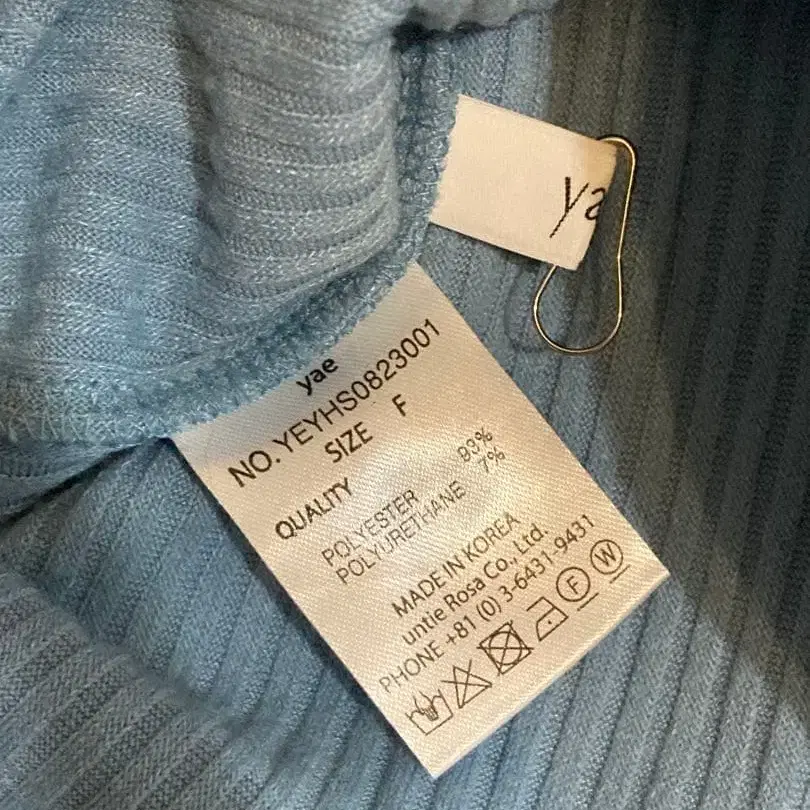 ya
yae
NO.YEYHS0823001
SIZE F
QUALITY
POLYESTER 93%
POLYURETHANE 7%
MADE IN KOREA
untie Rosa Co., Ltd.
PHONE +81 (0) 3-6431-9431
F W